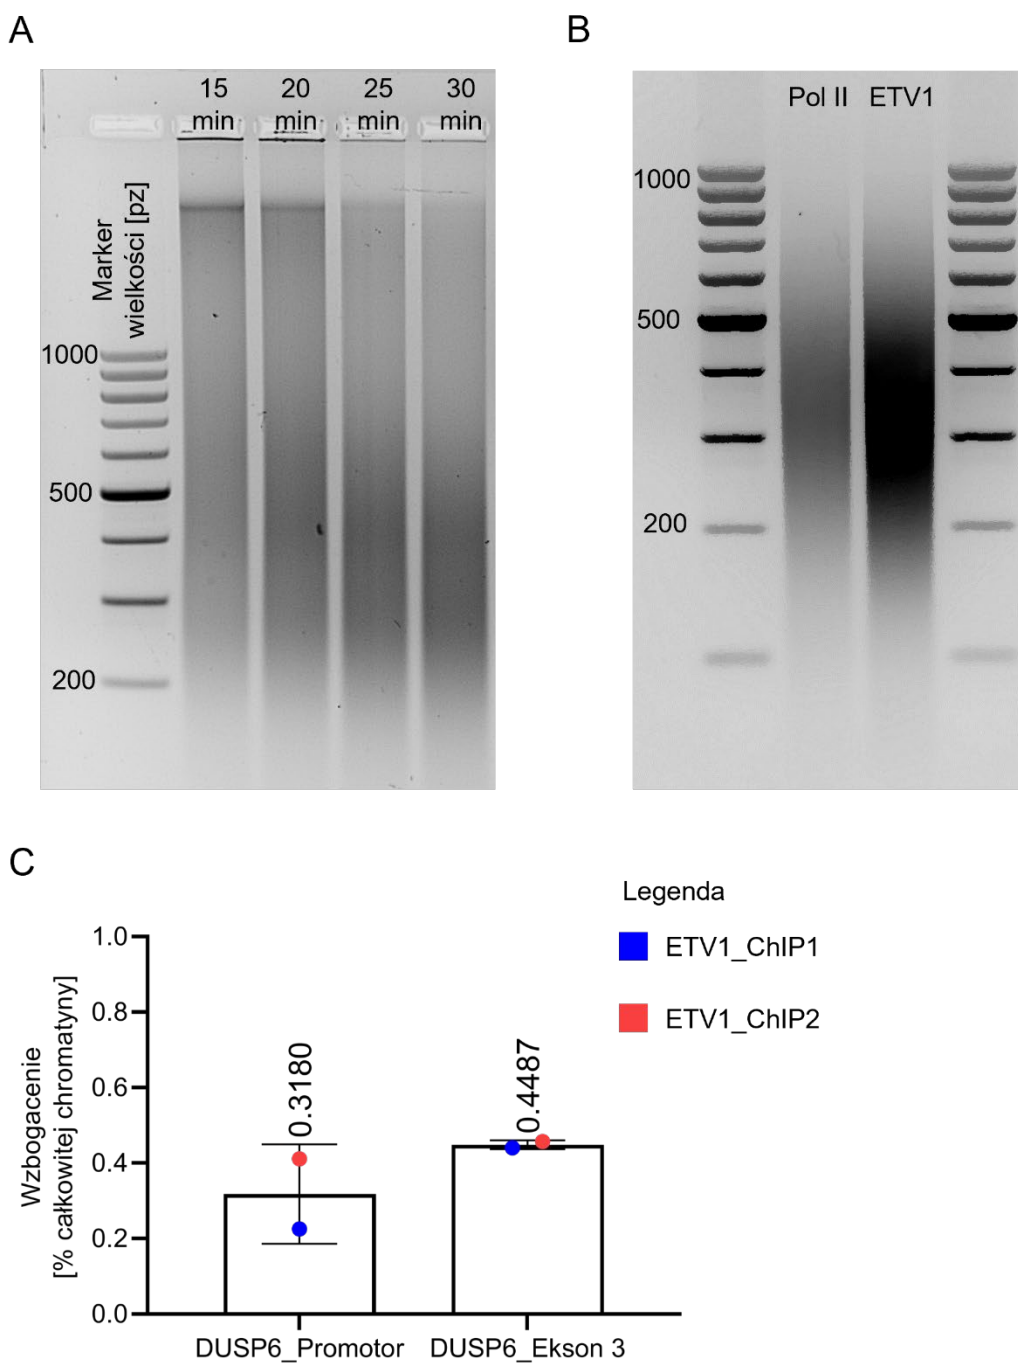 A
15 min
20 min
25 min
30 min
Marker
wielkości [pz]
1000
500
200
B
Pol II ETV1
1000
500
200
C
Legenda
ETV1_ChIP1
ETV1_ChIP2
Wzbogacenie
[% całkowitej chromatyny]
1.0
0.8
0.6
0.4
0.2
0.0
0.3180
0.4487
DUSP6_Promotor
DUSP6_Ekson 3